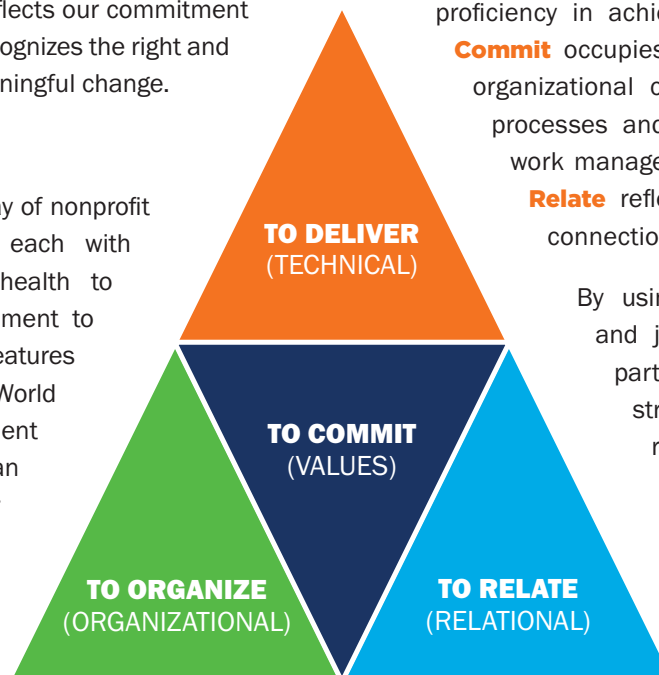 flects our commitment
ognizes the right and
ningful change.
y of nonprofit
each with
health to
ment to
eatures
World
ent
an
proficiency in achie
Commit occupies
organizational c
processes and
work manage
Relate refle
connectio
By usin
and j
part
str
r
TO DELIVER
(TECHNICAL)
TO COMMIT
(VALUES)
TO ORGANIZE
(ORGANIZATIONAL)
TO RELATE
(RELATIONAL)